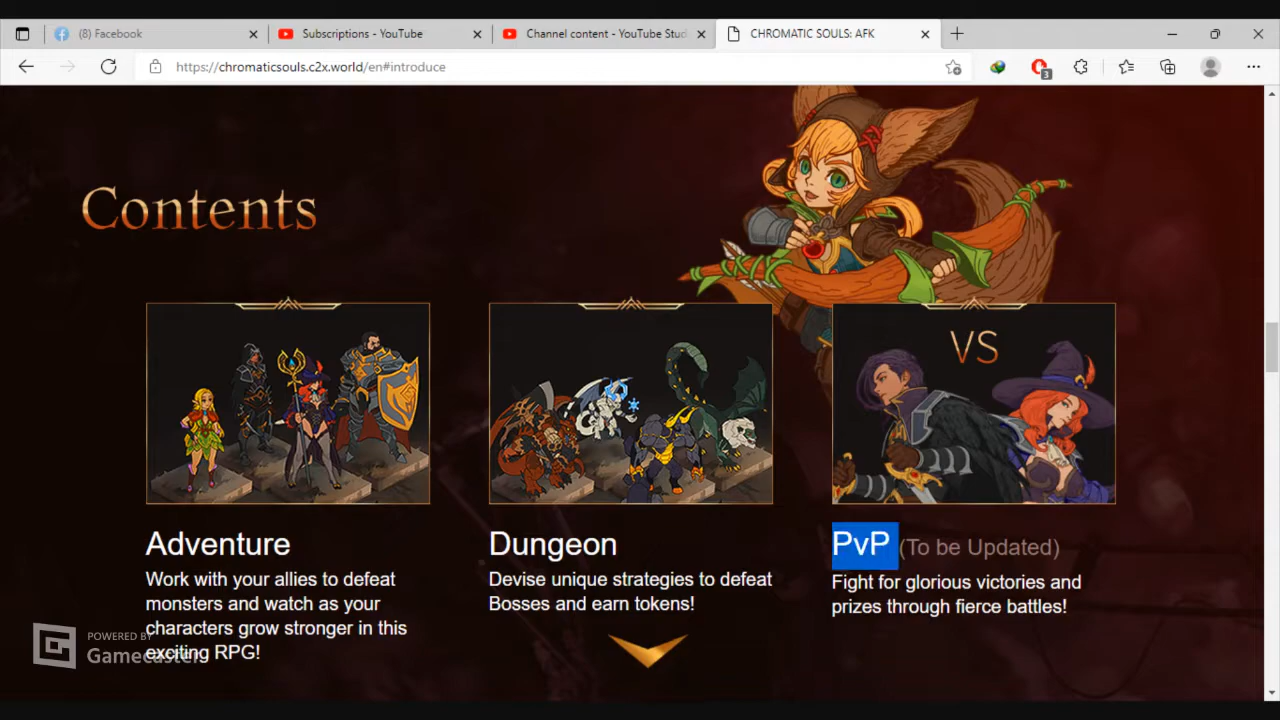 (8) Facebook
Subscriptions - YouTube
Channel content - YouTube Stud
CHROMATIC SOULS: AFK
https://chromaticsouls.c2x.world/en#introduce
3
Contents
VS
Adventure
Work with your allies to defeat
monsters and watch as your
characters grow stronger in this
exciting RPG!
Dungeon
Devise unique strategies to defeat
Bosses and earn tokens!
PvP (To be Updated)
Fight for glorious victories and
prizes through fierce battles!
POWERED BY
Gamecaster